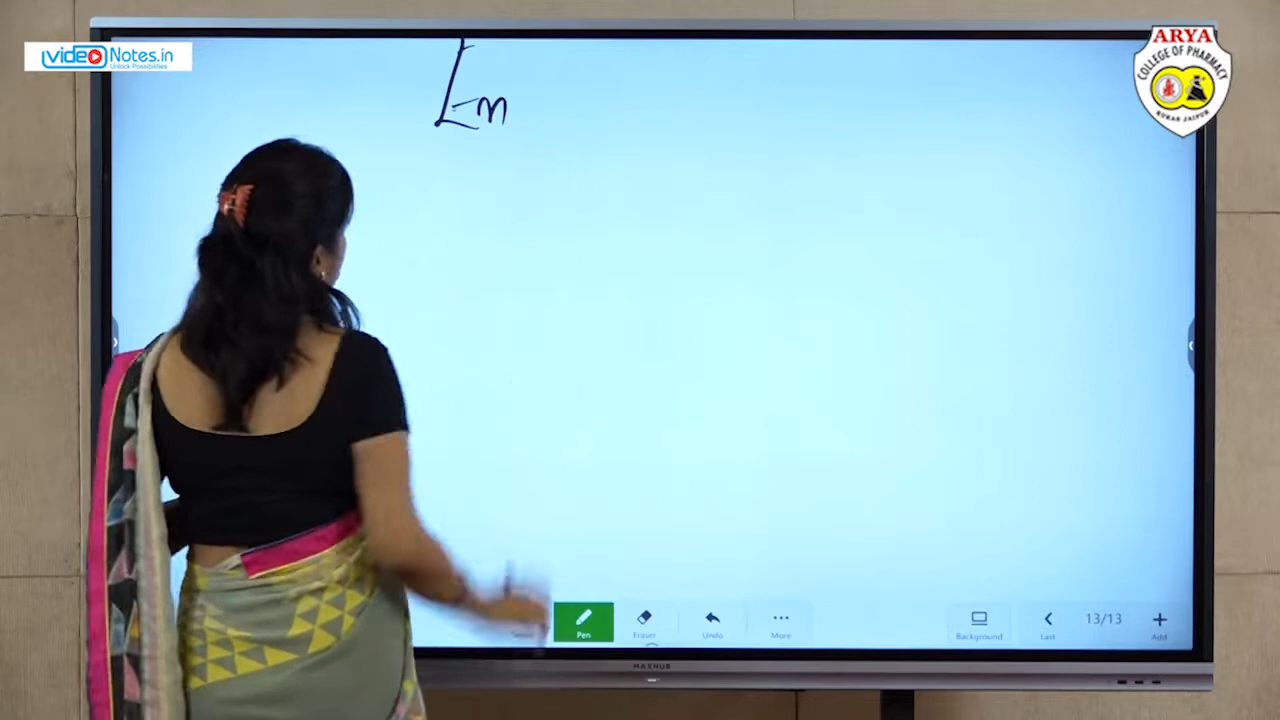 Em
videoNotes.in
Unlock Possibilities
ARYA
COLLEGE OF PHARMACY
KUKAS JAIPUR
Select
Pen
Eraser
Undo
More
Background
Last
13/13
Add
MAXHUB